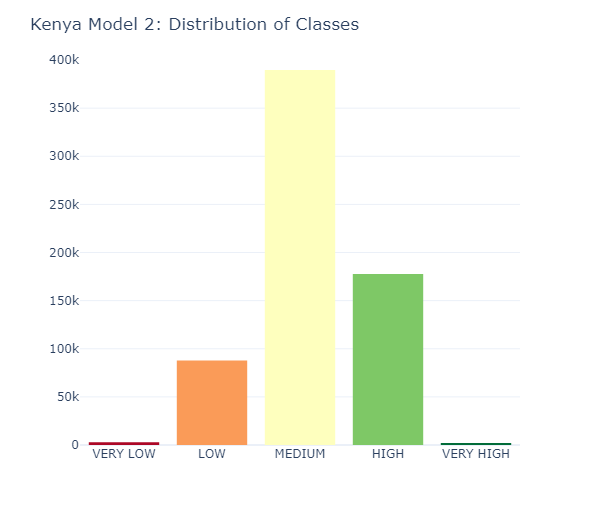 Kenya Model 2: Distribution of Classes
400k
350k
300k
250k
200k
150k
100k
50k
0
VERY LOW LOW MEDIUM HIGH VERY HIGH